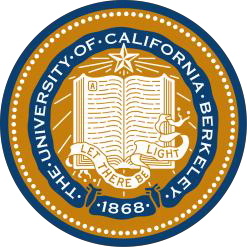 ·THE·UNIVERSITY·OF·CALIFORNIA·BERKELEY·
A
LET THERE BE LIGHT
·1868·